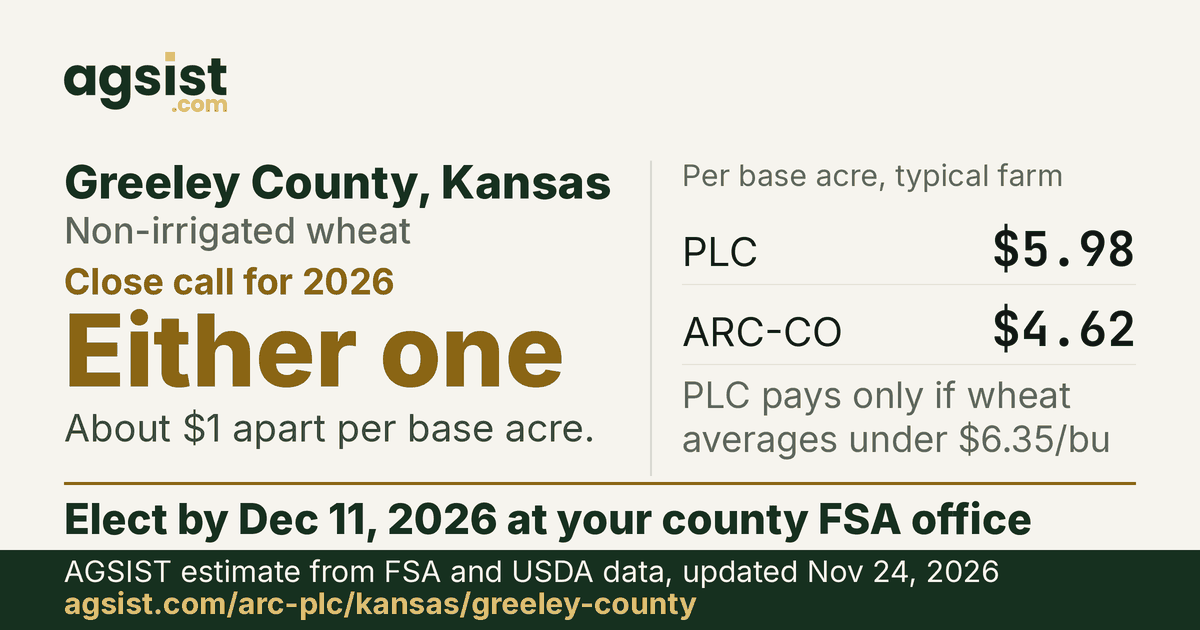 agsist
.com
Greeley County, Kansas
Non-irrigated wheat
Close call for 2026
Either one
About $1 apart per base acre.
Per base acre, typical farm
PLC $5.98
ARC-CO $4.62
PLC pays only if wheat
averages under $6.35/bu
Elect by Dec 11, 2026 at your county FSA office
AGSIST estimate from FSA and USDA data, updated Nov 24, 2026
agsist.com/arc-plc/kansas/greeley-county